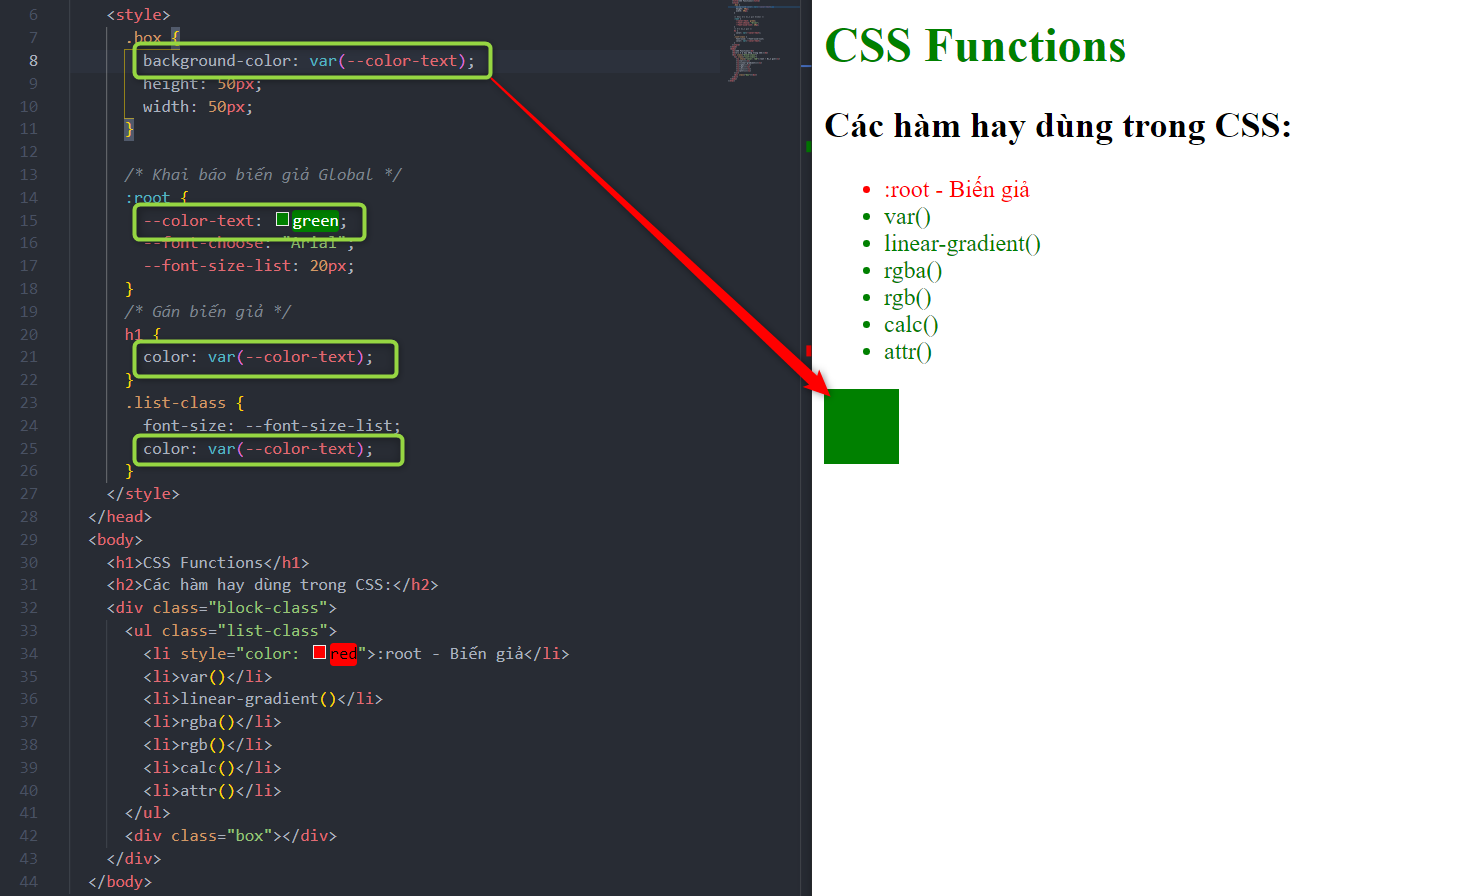 6 <style>
7 .box {
8 background-color: var(--color-text);
9 height: 50px;
10 width: 50px;
11 }
12
13 /* Khai báo biến giả Global */
14 :root {
15 --color-text: green;
16 --font-choose: "Arial";
17 --font-size-list: 20px;
18 }
19 /* Gán biến giả */
20 h1 {
21 color: var(--color-text);
22 }
23 .list-class {
24 font-size: --font-size-list;
25 color: var(--color-text);
26 }
27 </style>
28 </head>
29 <body>
30 <h1>CSS Functions</h1>
31 <h2>Các hàm hay dùng trong CSS:</h2>
32 <div class="block-class">
33 <ul class="list-class">
34 <li style="color: red">:root - Biến giả</li>
35 <li>var()</li>
36 <li>linear-gradient()</li>
37 <li>rgba()</li>
38 <li>rgb()</li>
39 <li>calc()</li>
40 <li>attr()</li>
41 </ul>
42 <div class="box"></div>
43 </div>
44 </body>
CSS Functions
Các hàm hay dùng trong CSS:
:root - Biến giả
var()
linear-gradient()
rgba()
rgb()
calc()
attr()